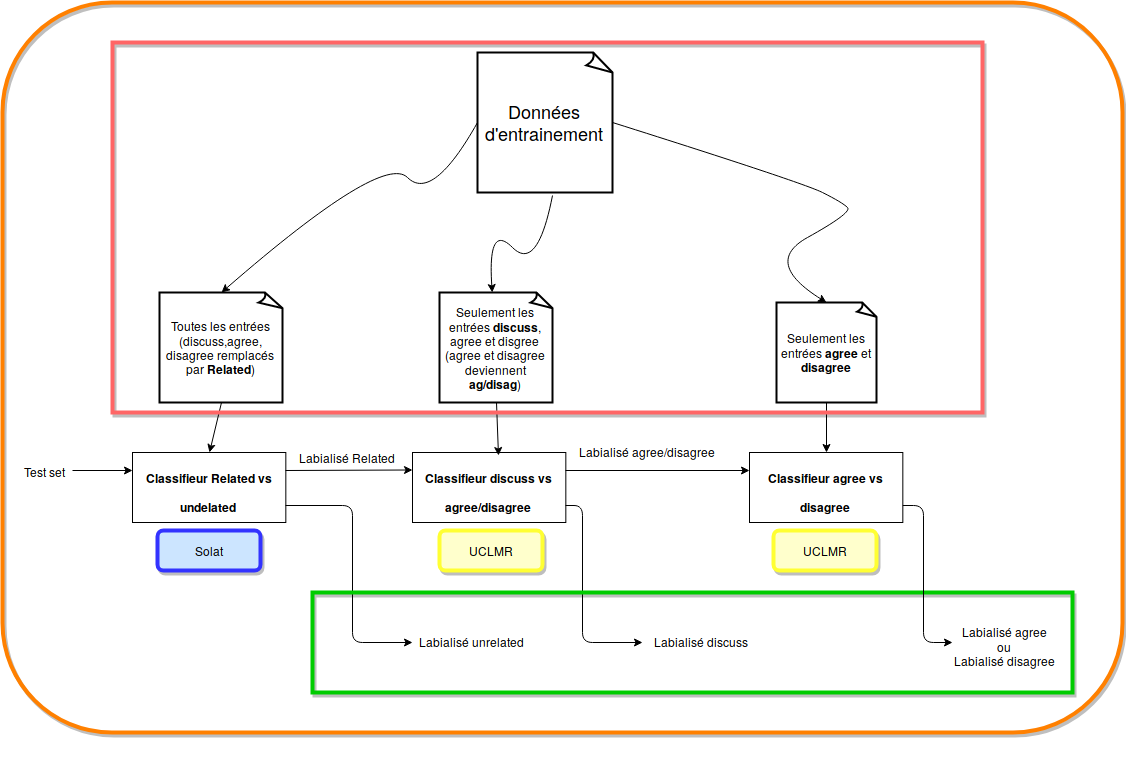 Données
d'entrainement
Toutes les entrées
(discuss,agree,
disagree remplacés
par Related)
Seulement les
entrées discuss,
agree et disgree
(agree et disagree
deviennent
ag/disag)
Seulement les
entrées agree et
disagree
Test set
Classifieur Related vs
undelated
Labialisé Related
Classifieur discuss vs
agree/disagree
Labialisé agree/disagree
Classifieur agree vs
disagree
Solat
UCLMR
UCLMR
Labialisé unrelated
Labialisé discuss
Labialisé agree
ou
Labialisé disagree